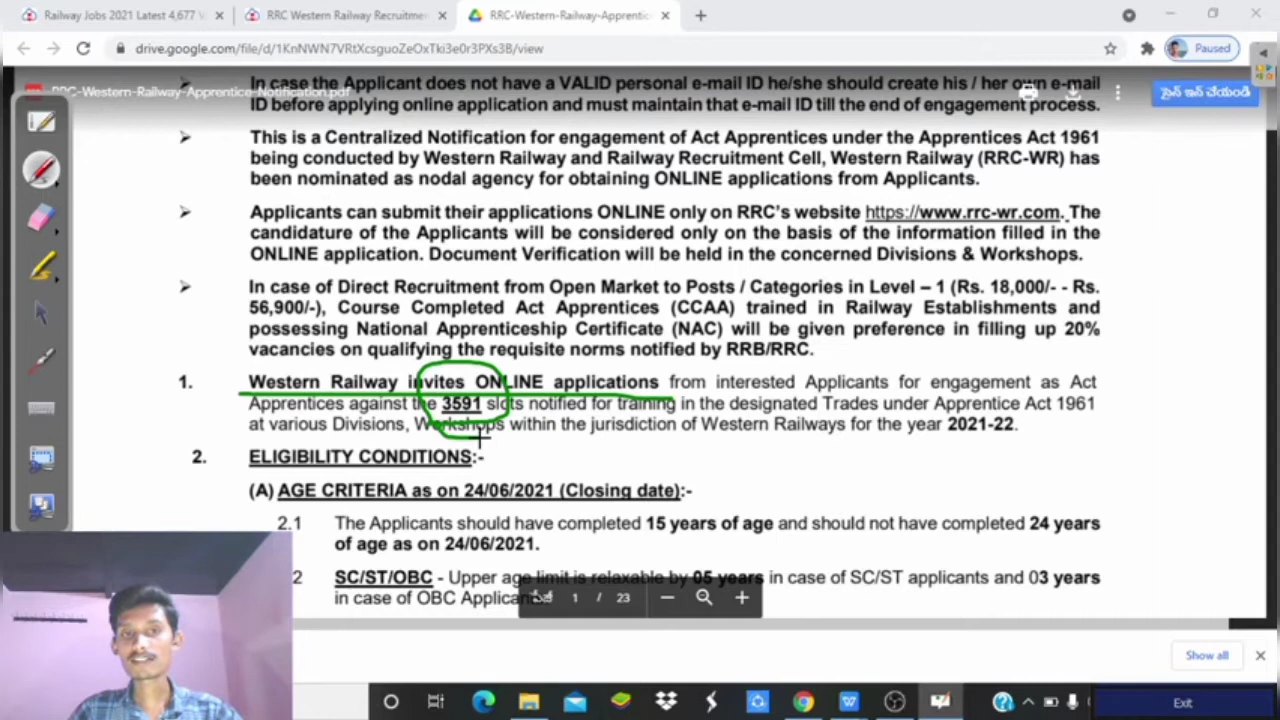 Railway Jobs 2021 Latest 4,677
RRC Western Railway Recruitmen
RRC-Western-Railway-Apprentic
drive.google.com/file/d/1KnNWN7VRtXcsguoZeOxTki3e0r3PXs3B/view
Paused
In case the Applicant does not have a VALID personal e-mail ID he/she should create his / her own e-mail
RRC-Western-Railway-Apprentice-Notification.pdf
సైన్ ఇన్ చేయండి
ID before applying online application and must maintain that e-mail ID till the end of engagement process.
This is a Centralized Notification for engagement of Act Apprentices under the Apprentices Act 1961
being conducted by Western Railway and Railway Recruitment Cell, Western Railway (RRC-WR) has
been nominated as nodal agency for obtaining ONLINE applications from Applicants.
Applicants can submit their applications ONLINE only on RRC's website https://www.rrc-wr.com. The
candidature of the Applicants will be considered only on the basis of the information filled in the
ONLINE application. Document Verification will be held in the concerned Divisions & Workshops.
In case of Direct Recruitment from Open Market to Posts / Categories in Level – 1 (Rs. 18,000/- - Rs.
56,900/-), Course Completed Act Apprentices (CCAA) trained in Railway Establishments and
possessing National Apprenticeship Certificate (NAC) will be given preference in filling up 20%
vacancies on qualifying the requisite norms notified by RRB/RRC.
1. Western Railway invites ONLINE applications from interested Applicants for engagement as Act
Apprentices against the 3591 slots notified for training in the designated Trades under Apprentice Act 1961
at various Divisions, Workshops within the jurisdiction of Western Railways for the year 2021-22.
2. ELIGIBILITY CONDITIONS:-
(A) AGE CRITERIA as on 24/06/2021 (Closing date):-
2.1 The Applicants should have completed 15 years of age and should not have completed 24 years
of age as on 24/06/2021.
2 SC/ST/OBC - Upper age limit is relaxable by 05 years in case of SC/ST applicants and 03 years
in case of OBC Applican
1 / 23
Show all
Exit